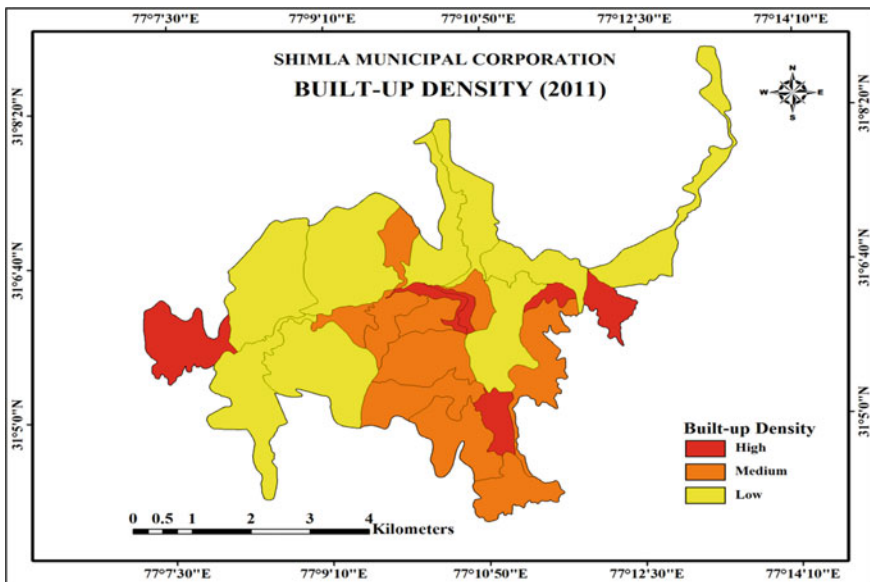 77°7'30"E 77°9'10"E 77°10'50"E 77°12'30"E 77°14'10"E
SHIMLA MUNICIPAL CORPORATION
BUILT-UP DENSITY (2011)
N
W E
S
31°8'20"N 31°8'20"N
31°6'40"N 31°6'40"N
31°5'0"N 31°5'0"N
Built-up Density
High
Medium
Low
0 0.5 1 2 3 4
Kilometers
77°7'30"E 77°9'10"E 77°10'50"E 77°12'30"E 77°14'10"E